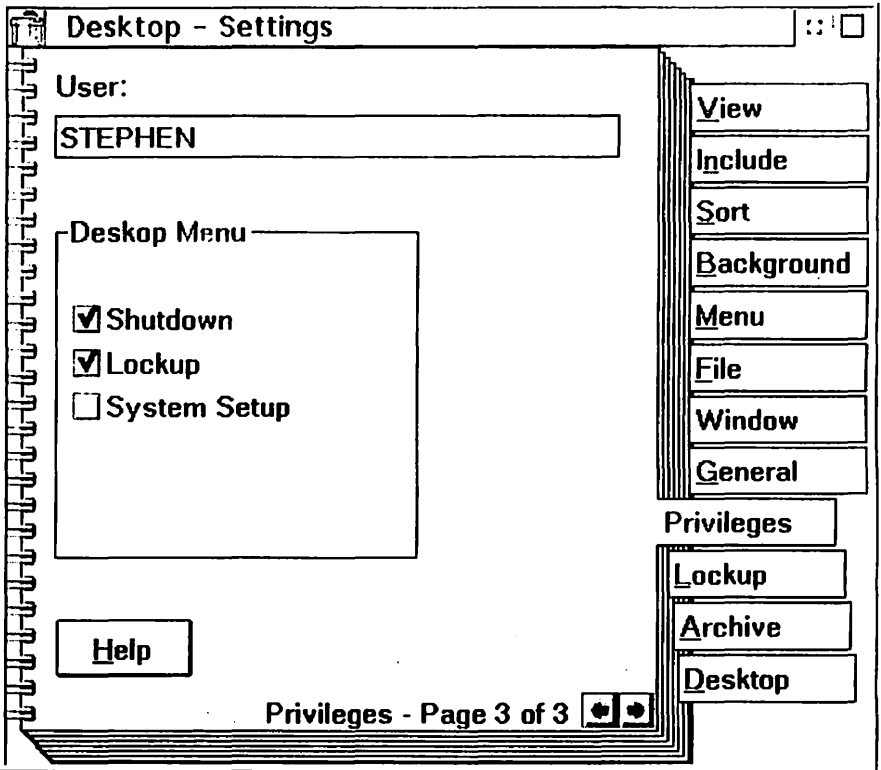 Desktop - Settings
User:
STEPHEN
Deskop Menu
Shutdown
Lockup
System Setup
Help
Privileges - Page 3 of 3
View
Include
Sort
Background
Menu
File
Window
General
Privileges
Lockup
Archive
Desktop